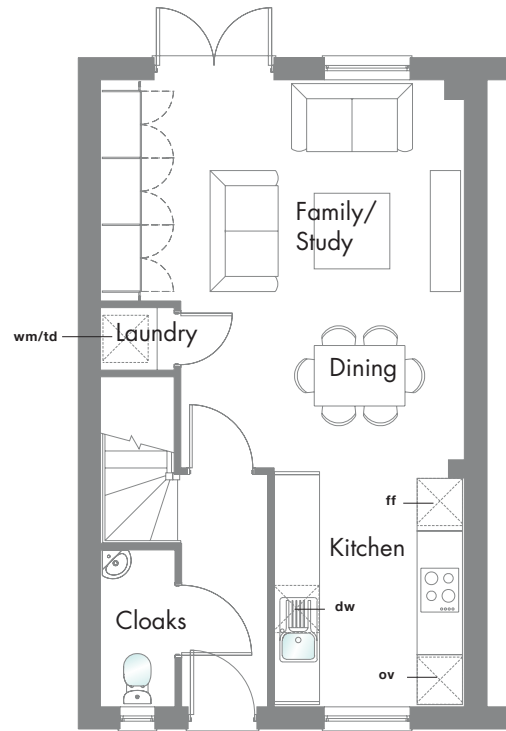 Family/
Study
wm/td
Laundry
Dining
ff
Kitchen
dw
Cloaks
ov